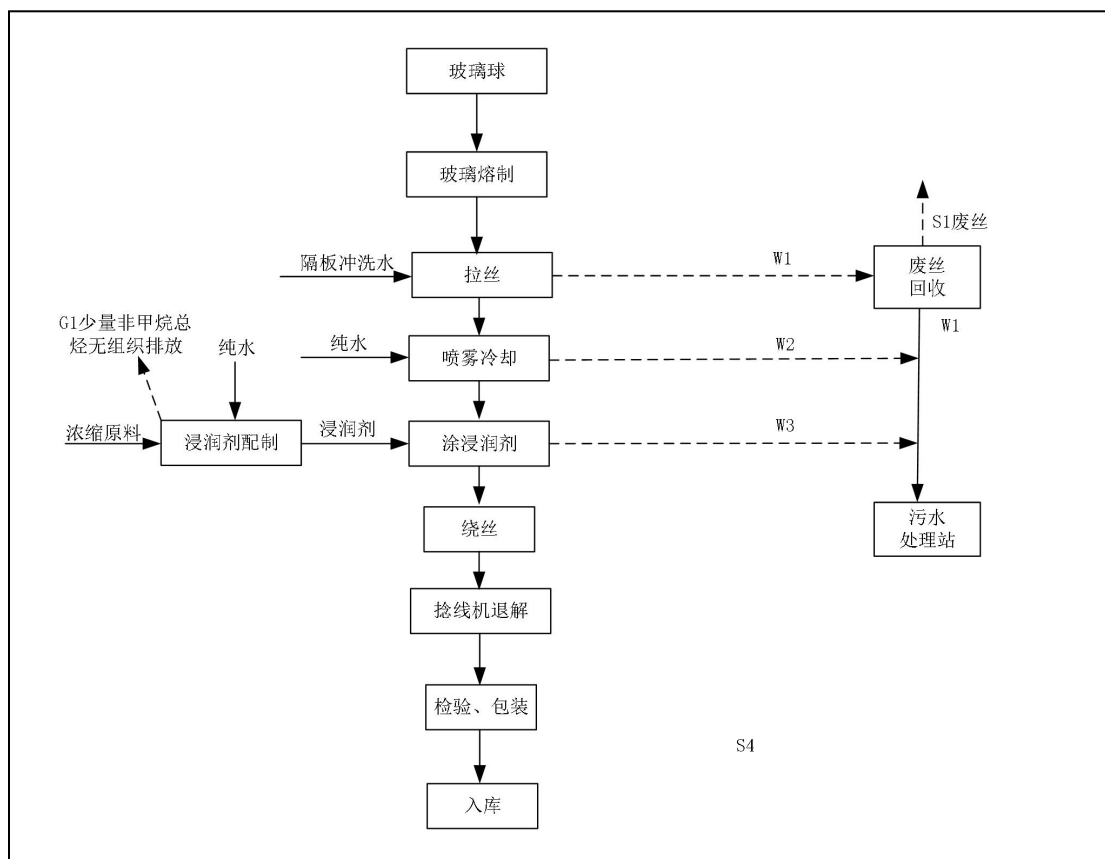 玻璃球
玻璃熔制
S1废丝
隔板冲洗水
拉丝
W1
废丝
回收
G1少量非甲烷总
烃无组织排放
纯水
纯水
喷雾冷却
W2
W1
浓缩原料
浸润剂配制
浸润剂
涂浸润剂
W3
绕丝
污水
处理站
捻线机退解
检验、包装
S4
入库